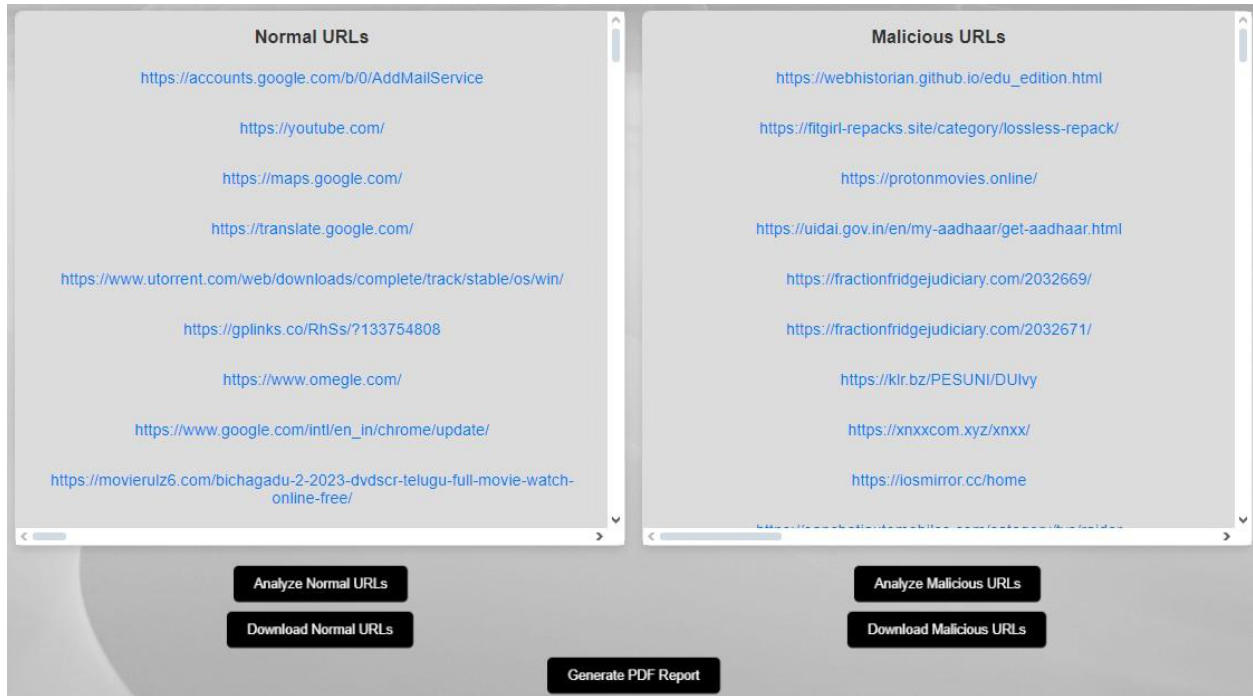 Normal URLs
https://accounts.google.com/b/0/AddMailService
https://youtube.com/
https://maps.google.com/
https://translate.google.com/
https://www.utorrent.com/web/downloads/complete/track/stable/os/win/
https://gplinks.co/RhSs/?133754808
https://www.omegle.com/
https://www.google.com/intl/en_in/chrome/update/
https://movierulz6.com/bichagadu-2-2023-dvdscr-telugu-full-movie-watch-
online-free/
Malicious URLs
https://webhistorian.github.io/edu_edition.html
https://fitgirl-repacks.site/category/lossless-repack/
https://protonmovies.online/
https://uidai.gov.in/en/my-aadhaar/get-aadhaar.html
https://fractionfridgejudiciary.com/2032669/
https://fractionfridgejudiciary.com/2032671/
https://xnxxcom.xyz/xnxx/
https://iosmirror.cc/home
Analyze Normal URLs
Download Normal URLs
Analyze Malicious URLs
Download Malicious URLs
Generate PDF Report